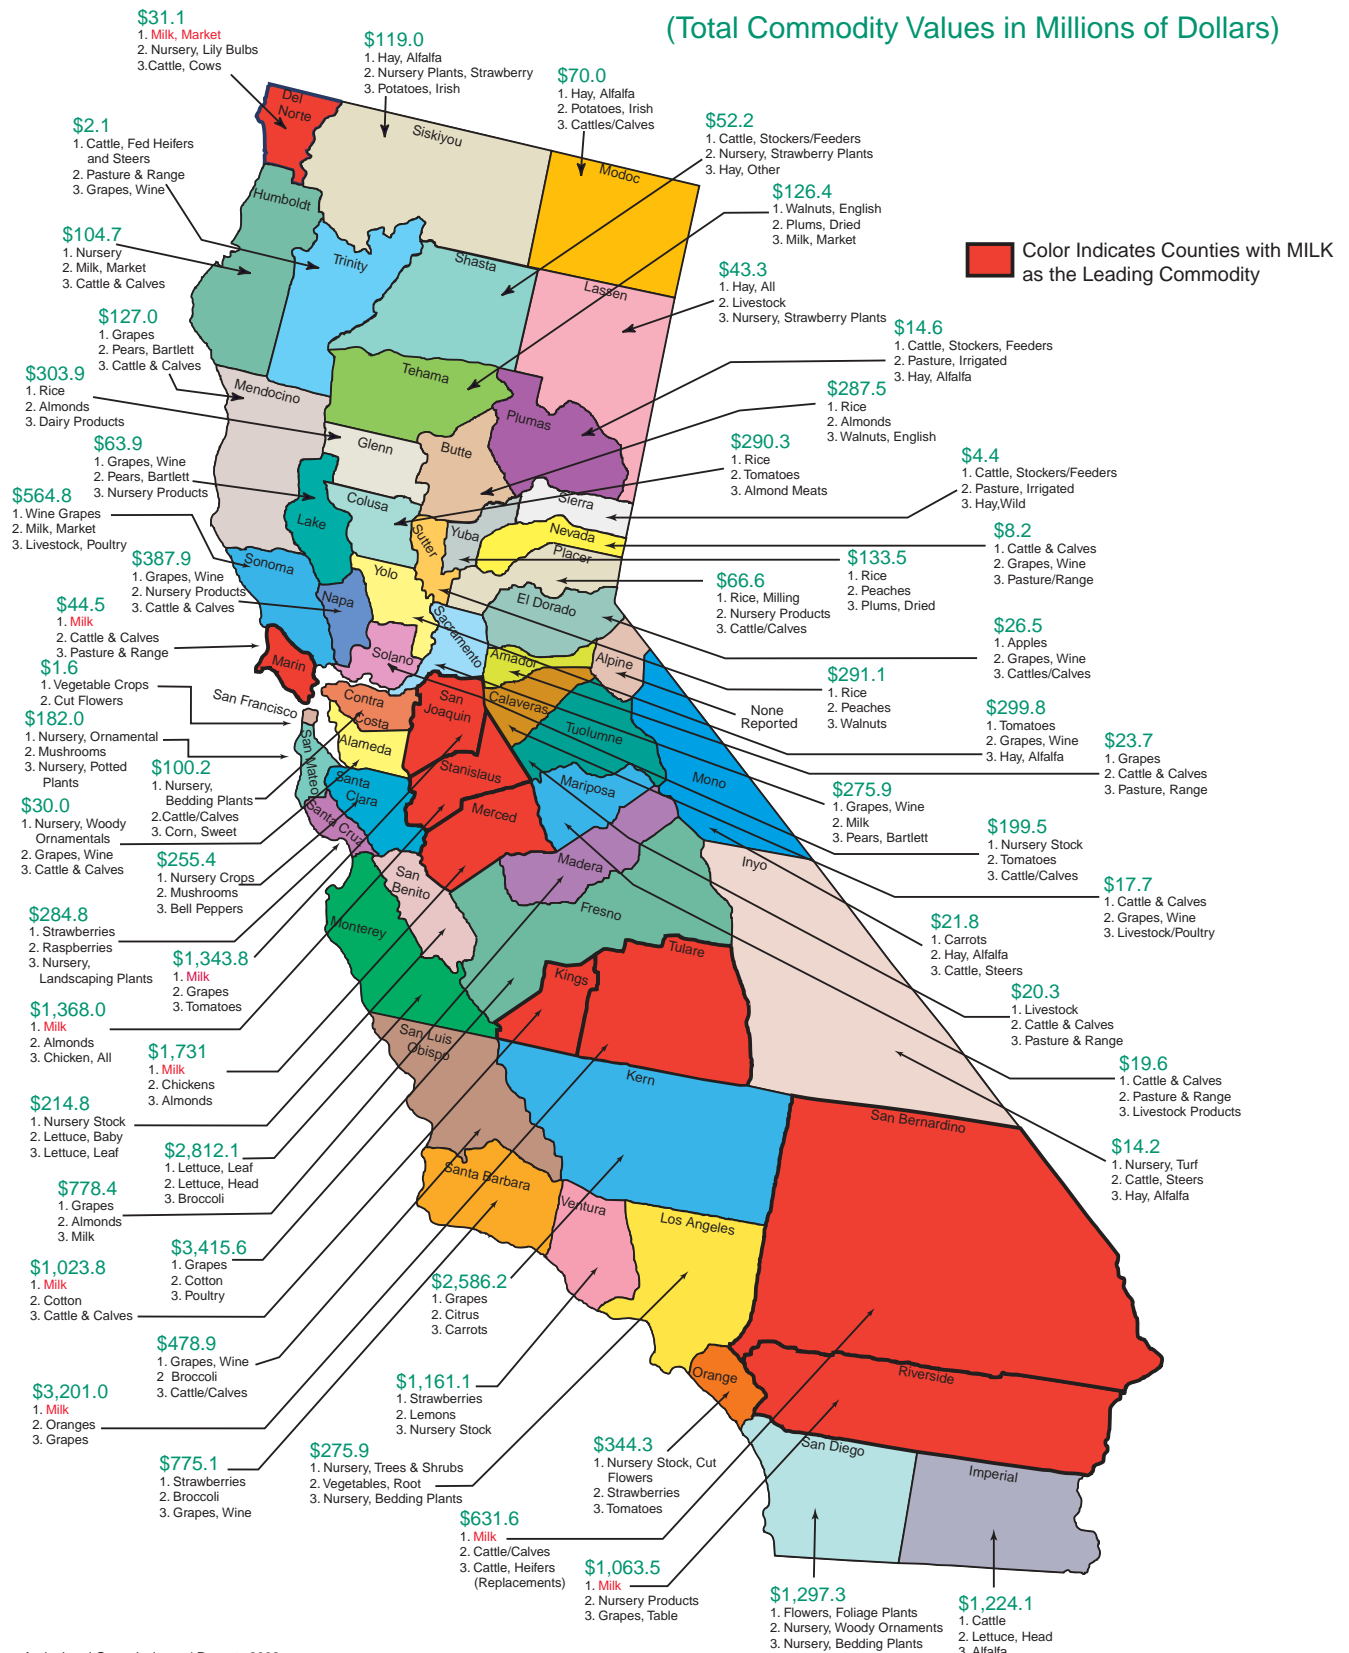 (Total Commodity Values in Millions of Dollars)
Color Indicates Counties with MILK
as the Leading Commodity
$31.1
1. Milk, Market
2. Nursery, Lily Bulbs
3.Cattle, Cows
$119.0
1. Hay, Alfalfa
2. Nursery Plants, Strawberry
3. Potatoes, Irish
$70.0
1. Hay, Alfalfa
2. Potatoes, Irish
3. Cattles/Calves
$52.2
1. Cattle, Stockers/Feeders
2. Nursery, Strawberry Plants
3. Hay, Other
$2.1
1. Cattle, Fed Heifers
and Steers
2. Pasture & Range
3. Grapes, Wine
$126.4
1. Walnuts, English
2. Plums, Dried
3. Milk, Market
$104.7
1. Nursery
2. Milk, Market
3. Cattle & Calves
$43.3
1. Hay, All
2. Livestock
3. Nursery, Strawberry Plants
$127.0
1. Grapes
2. Pears, Bartlett
3. Cattle & Calves
$14.6
1. Cattle, Stockers, Feeders
2. Pasture, Irrigated
3. Hay, Alfalfa
$303.9
1. Rice
2. Almonds
3. Dairy Products
$287.5
1. Rice
2. Almonds
3. Walnuts, English
$63.9
1. Grapes, Wine
2. Pears, Bartlett
3. Nursery Products
$290.3
1. Rice
2. Tomatoes
3. Almond Meats
$4.4
1. Cattle, Stockers/Feeders
2. Pasture, Irrigated
3. Hay,Wild
$564.8
1. Wine Grapes
2. Milk, Market
3. Livestock, Poultry
$8.2
1. Cattle & Calves
2. Grapes, Wine
3. Pasture/Range
$387.9
1. Grapes, Wine
2. Nursery Products
3. Cattle & Calves
$133.5
1. Rice
2. Peaches
3. Plums, Dried
$66.6
1. Rice, Milling
2. Nursery Products
3. Cattle/Calves
$44.5
1. Milk
2. Cattle & Calves
3. Pasture & Range
$26.5
1. Apples
2. Grapes, Wine
3. Cattles/Calves
$1.6
1. Vegetable Crops
2. Cut Flowers
$291.1
1. Rice
2. Peaches
3. Walnuts
None
Reported
$299.8
1. Tomatoes
2. Grapes, Wine
3. Hay, Alfalfa
$182.0
1. Nursery, Ornamental
2. Mushrooms
3. Nursery, Potted
Plants
$23.7
1. Grapes
2. Cattle & Calves
3. Pasture, Range
$100.2
1. Nursery,
Bedding Plants
2.Cattle/Calves
3. Corn, Sweet
$275.9
1. Grapes, Wine
2. Milk
3. Pears, Bartlett
$30.0
1. Nursery, Woody
Ornamentals
2. Grapes, Wine
3. Cattle & Calves
$199.5
1. Nursery Stock
2. Tomatoes
3. Cattle/Calves
$255.4
1. Nursery Crops
2. Mushrooms
3. Bell Peppers
$17.7
1. Cattle & Calves
2. Grapes, Wine
3. Livestock/Poultry
$284.8
1. Strawberries
2. Raspberries
3. Nursery,
Landscaping Plants
$21.8
1. Carrots
2. Hay, Alfalfa
3. Cattle, Steers
$1,343.8
1. Milk
2. Grapes
3. Tomatoes
$20.3
1. Livestock
2. Cattle & Calves
3. Pasture & Range
$1,368.0
1. Milk
2. Almonds
3. Chicken, All
$1,731
1. Milk
2. Chickens
3. Almonds
$19.6
1. Cattle & Calves
2. Pasture & Range
3. Livestock Products
$214.8
1. Nursery Stock
2. Lettuce, Baby
3. Lettuce, Leaf
$2,812.1
1. Lettuce, Leaf
2. Lettuce, Head
3. Broccoli
$14.2
1. Nursery, Turf
2. Cattle, Steers
3. Hay, Alfalfa
$778.4
1. Grapes
2. Almonds
3. Milk
$3,415.6
1. Grapes
2. Cotton
3. Poultry
$1,023.8
1. Milk
2. Cotton
3. Cattle & Calves
$2,586.2
1. Grapes
2. Citrus
3. Carrots
$478.9
1. Grapes, Wine
2 Broccoli
3. Cattle/Calves
$3,201.0
1. Milk
2. Oranges
3. Grapes
$1,161.1
1. Strawberries
2. Lemons
3. Nursery Stock
$775.1
1. Strawberries
2. Broccoli
3. Grapes, Wine
$275.9
1. Nursery, Trees & Shrubs
2. Vegetables, Root
3. Nursery, Bedding Plants
$344.3
1. Nursery Stock, Cut
Flowers
2. Strawberries
3. Tomatoes
$631.6
1. Milk
2. Cattle/Calves
3. Cattle, Heifers
(Replacements)
$1,063.5
1. Milk
2. Nursery Products
3. Grapes, Table
$1,297.3
1. Flowers, Foliage Plants
2. Nursery, Woody Ornaments
3. Nursery, Bedding Plants
$1,224.1
1. Cattle
2. Lettuce, Head
3. Alfalfa
Del
Norte
Siskiyou
Modoc
Humboldt
Trinity
Shasta
Lassen
Tehama
Plumas
Mendocino
Glenn
Butte
Sierra
Colusa
Lake
Sutter
Yuba
Nevada
Placer
Sonoma
Yolo
Napa
El Dorado
Sacramento
Solano
Amador
Alpine
Marin
San Francisco
Contra
Costa
San
Joaquin
Calaveras
Tuolumne
Alameda
San Mateo
Stanislaus
Mono
Santa
Clara
Mariposa
Santa Cruz
Merced
Madera
Inyo
San
Benito
Fresno
Monterey
Tulare
Kings
San Luis
Obispo
Kern
San Bernardino
Santa Barbara
Ventura
Los Angeles
Orange
Riverside
San Diego
Imperial